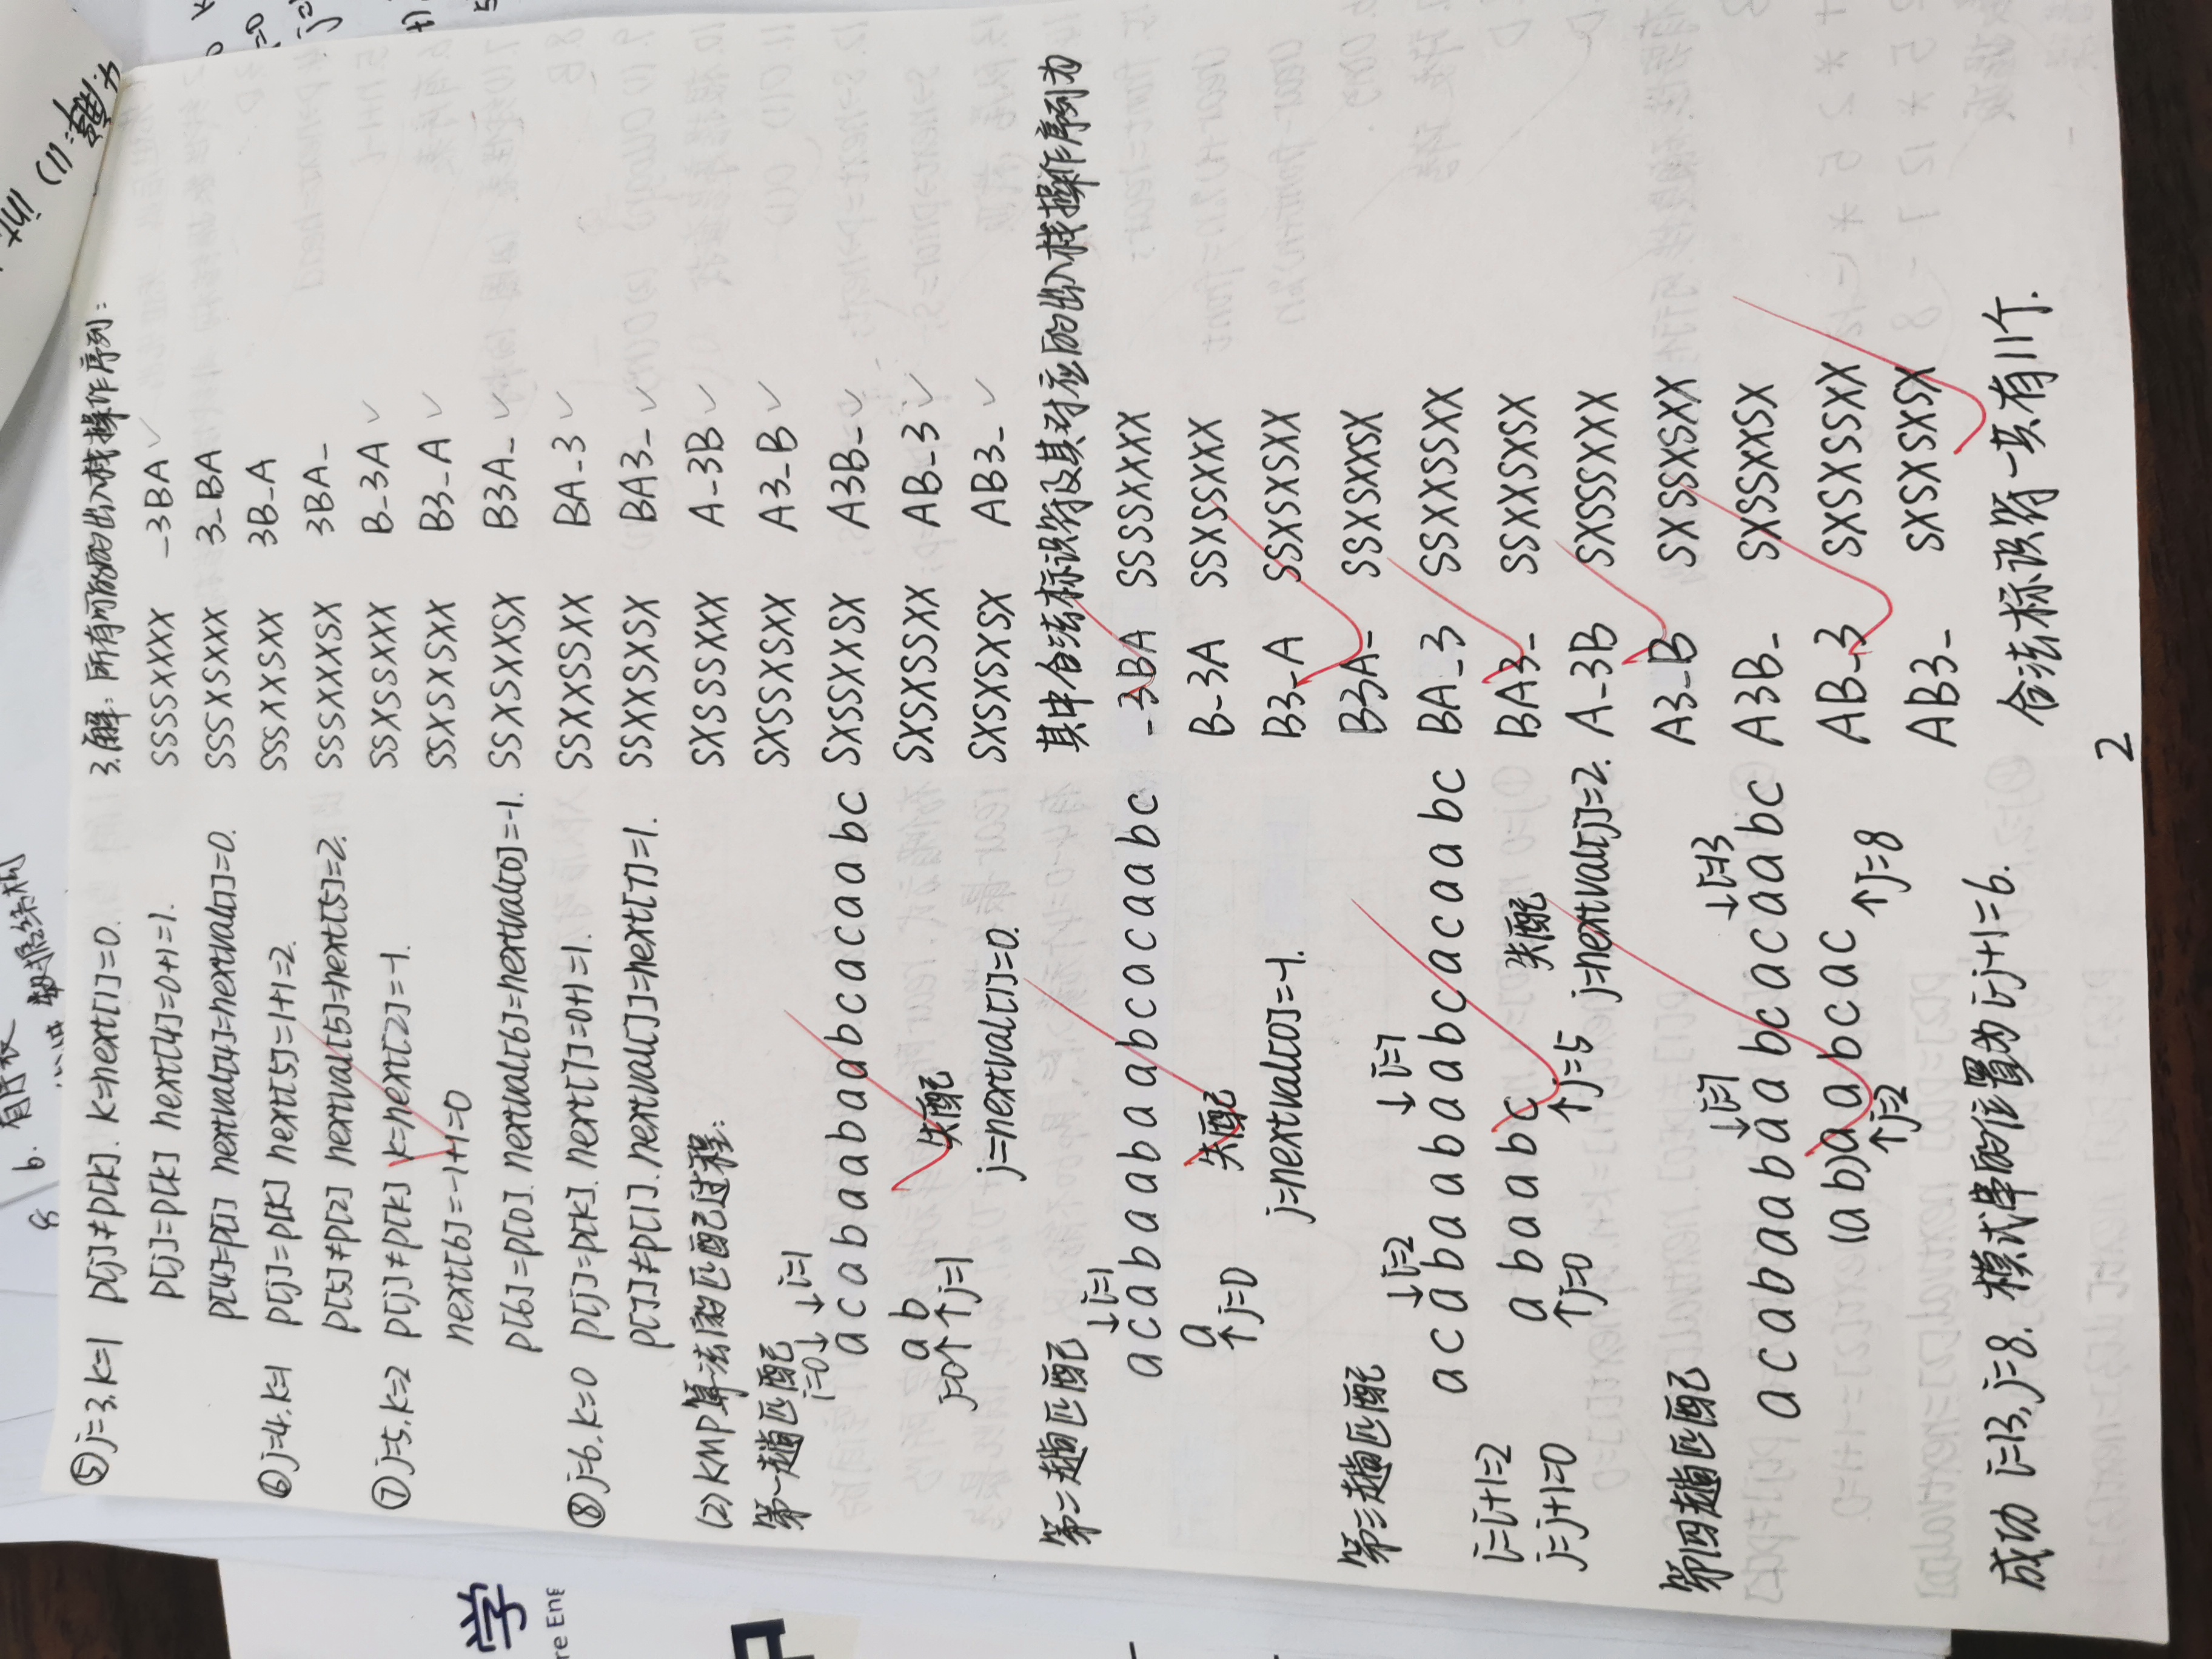 8 6. 有序表
数据结构
4.解: (1) int
学
re Eng
⑤ j=3, k=1 p[j]≠p[k]. k=next[1]=0.
p[j]=p[k] next[4]=0+1=1.
p[4]=p[1] nextval[4]=nextval[1]=0.
⑥ j=4, k=1 p[j]=p[k] next[5]=1+1=2.
p[5]≠p[2] nextval[5]=next[5]=2.
⑦ j=5, k=2 p[j]≠p[k] k=next[2]=-1.
next[6]=-1+1=0
p[6]=p[0]. nextval[6]=nextval[0]=-1.
⑧ j=6, k=0 p[j]=p[k]. next[7]=0+1=1.
p[7]≠p[1]. nextval[7]=next[7]=1.
(2) KMP算法的匹配过程:
第一趟匹配
i=0↓ ↓i=1
a c a b a a b a a b c a c a a b c
a b
j=0↑ ↑j=1 失配
j=nextval[1]=0.
第二趟匹配
↓i=1
a c a b a a b a a b c a c a a b c
a
↑j=0 失配
j=nextval[0]=-1.
第三趟匹配
↓i=2 ↓i=7
a c a b a a b a a b c a c a a b c
i=i+1=2
a b a a b c 失配
j=j+1=0
↑j=0 ↑j=5 j=nextval[j]=2.
第四趟匹配
↓i=7 ↓i=13
a c a b a a b a a b c a c a a b c
(a b) a a b c a c
↑j=2 ↑j=8
成功 i=13, j=8. 模式串的位置为i-j+1=6.
3.解: 所有可能的出入栈操作序列:
SSSSXXXX _3BA ✓
SSSXSXXX 3_BA
SSSXXSXX 3B_A
SSSXXXSX 3BA_
SSXSSXXX B_3A ✓
SSXSXSXX B3_A ✓
SSXSXXSX B3A_ ✓
SSXXSSXX BA_3 ✓
SSXXSXSX BA3_ ✓
SXSSSXXX A_3B ✓
SXSSXSXX A3_B ✓
SXSSXXSX A3B_ ✓
SXSXSSXX AB_3 ✓
SXSXSXSX AB3_ ✓
其中合法标识符及其对应的出入栈操作序列为
_3BA SSSSXXXX
B_3A SSXSSXXX
B3_A SSXSXSXX
B3A_ SSXSXXSX
BA_3 SSXXSSXX
BA3_ SSXXSXSX
A_3B SXSSSXXX
A3_B SXSSXSXX
A3B_ SXSSXXSX
AB_3 SXSXSSXX
AB3_ SXSXSXSX
合法标识符一共有11个.
2